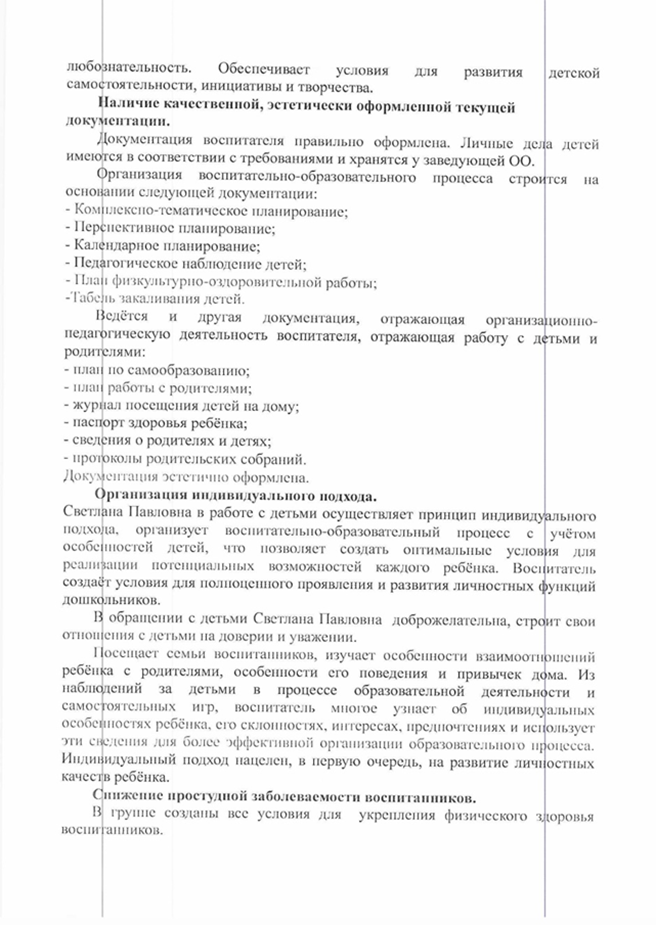 любознательность. Обеспечивает условия для развития детской
самостоятельности, инициативы и творчества.
Наличие качественной, эстетически оформленной текущей
документации.
Документация воспитателя правильно оформлена. Личные дела детей
имеются в соответствии с требованиями и хранятся у заведующей ОО.
Организация воспитательно-образовательного процесса строится на
основании следующей документации:
- Комплексно-тематическое планирование;
- Перспективное планирование;
- Календарное планирование;
- Педагогическое наблюдение детей;
- План физкультурно-оздоровительной работы;
-Табель закаливания детей.
Ведётся и другая документация, отражающая организационно-
педагогическую деятельность воспитателя, отражающая работу с детьми и
родителями:
- план по самообразованию;
- план работы с родителями;
- журнал посещения детей на дому;
- паспорт здоровья ребёнка;
- сведения о родителях и детях;
- протоколы родительских собраний.
Документация эстетично оформлена.
Организация индивидуального подхода.
Светлана Павловна в работе с детьми осуществляет принцип индивидуального
подхода, организует воспитательно-образовательный процесс с учётом
особенностей детей, что позволяет создать оптимальные условия для
реализации потенциальных возможностей каждого ребёнка. Воспитатель
создаёт условия для полноценного проявления и развития личностных функций
дошкольников.
В обращении с детьми Светлана Павловна доброжелательна, строит свои
отношения с детьми на доверии и уважении.
Посещает семьи воспитанников, изучает особенности взаимоотношений
ребёнка с родителями, особенности его поведения и привычек дома. Из
наблюдений за детьми в процессе образовательной деятельности и
самостоятельных игр, воспитатель многое узнает об индивидуальных
особенностях ребёнка, его склонностях, интересах, предпочтениях и использует
эти сведения для более эффективной организации образовательного процесса.
Индивидуальный подход нацелен, в первую очередь, на развитие личностных
качеств ребёнка.
Снижение простудной заболеваемости воспитанников.
В группе созданы все условия для укрепления физического здоровья
воспитанников.